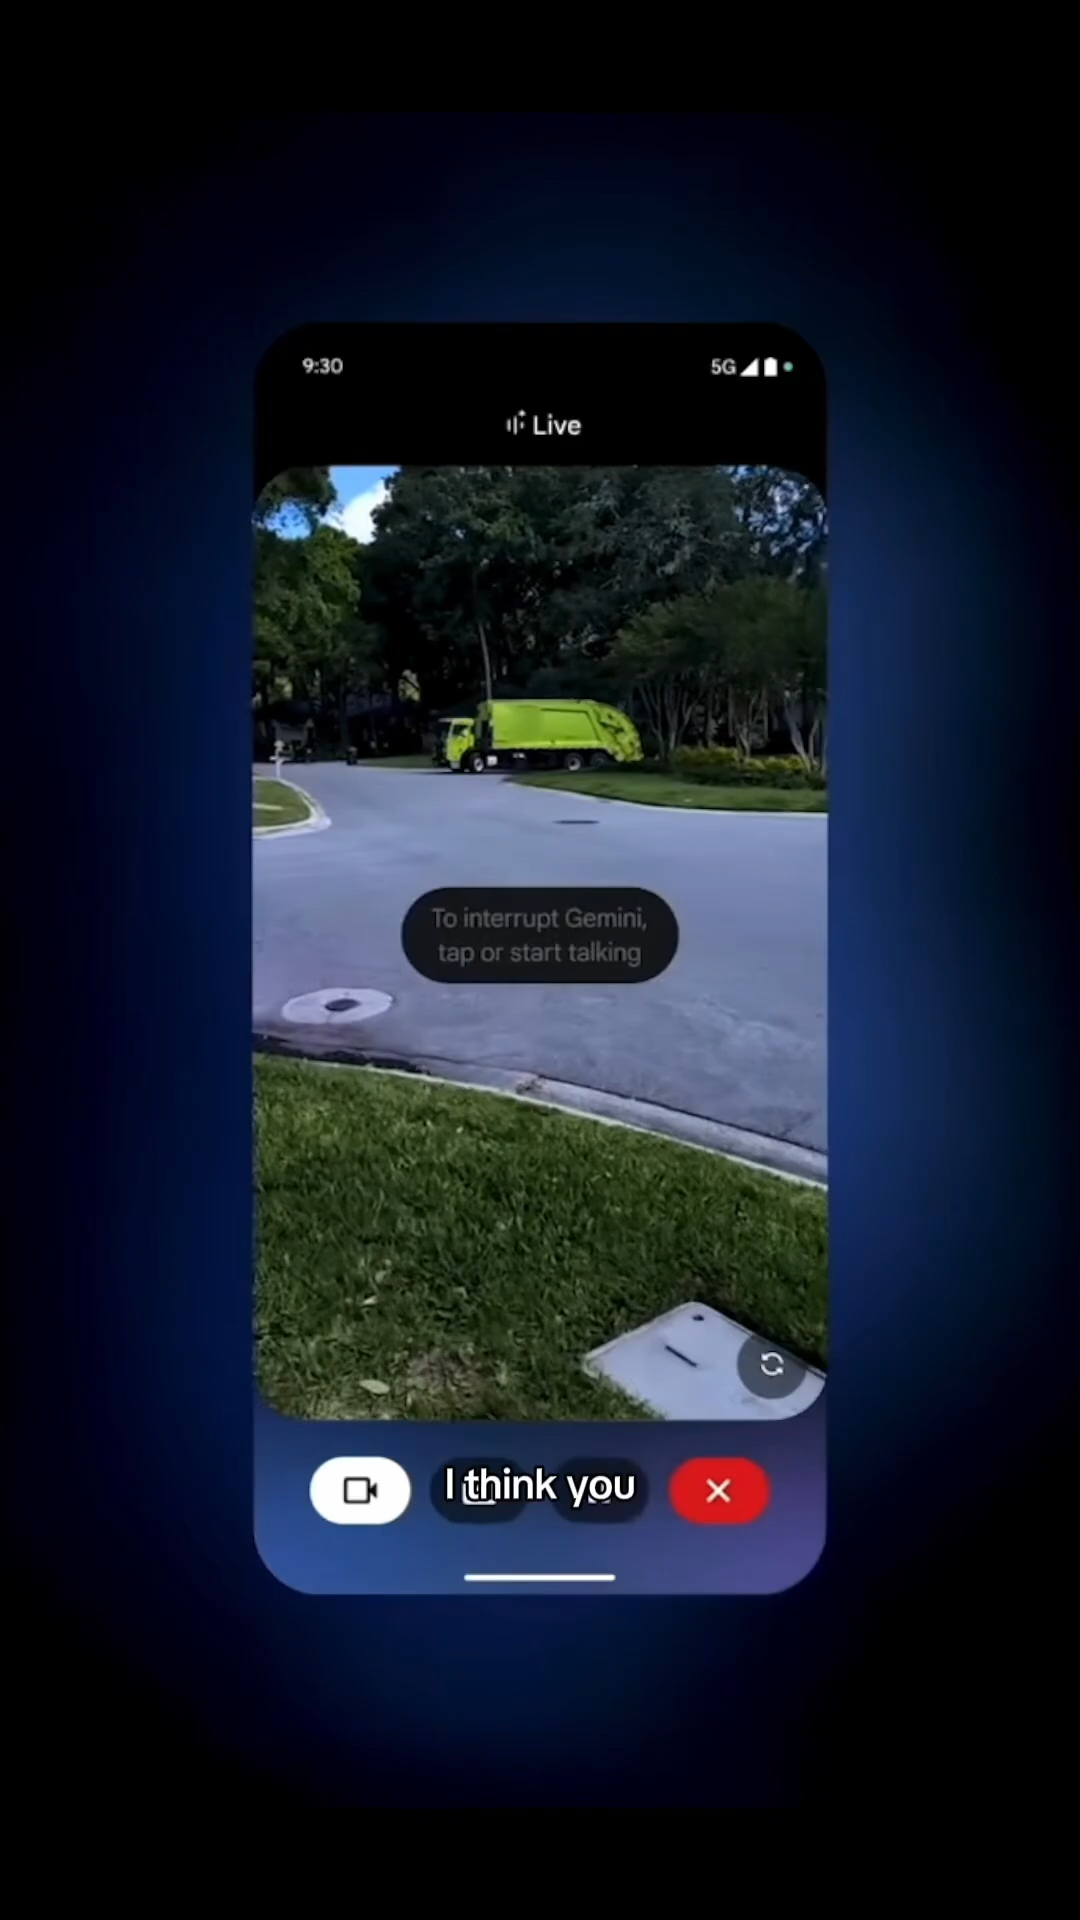 9:30
5G
Live
To interrupt Gemini,
tap or start talking
I think you